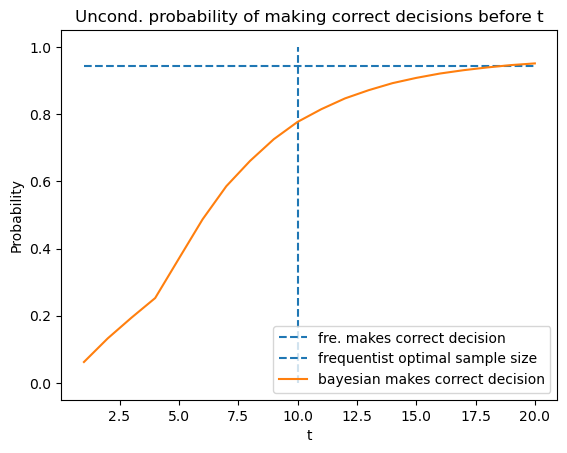 Uncond. probability of making correct decisions before t
1.0
0.8
0.6
0.4
0.2
0.0
Probability
fre. makes correct decision
frequentist optimal sample size
bayesian makes correct decision
2.5 5.0 7.5 10.0 12.5 15.0 17.5 20.0
t